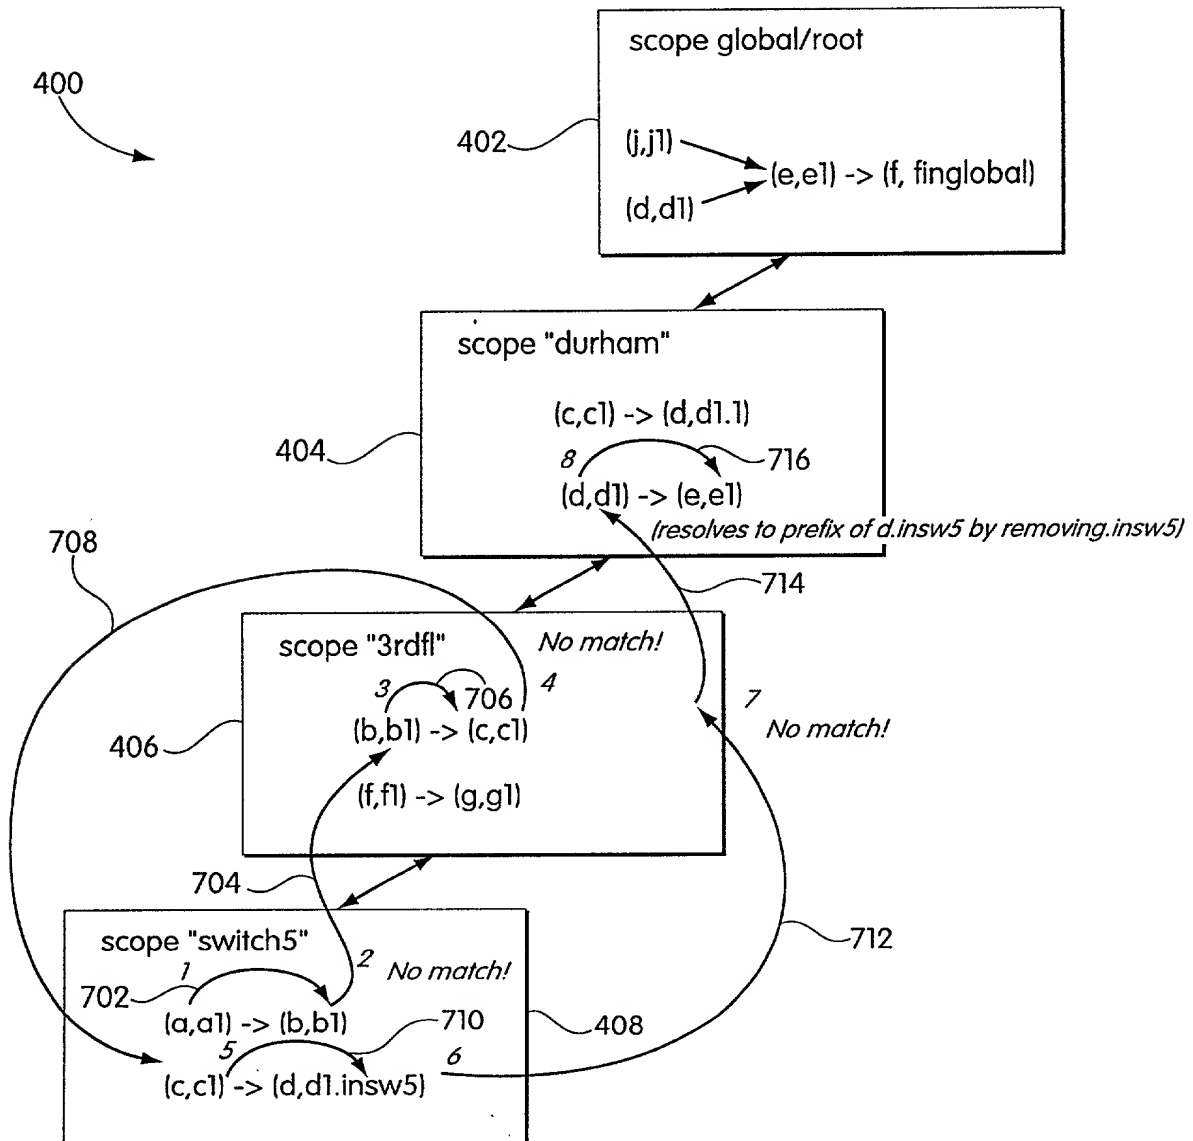 scope global/root
400
402
(j,j1)
(e,e1) -> (f, finglobal)
(d,d1)
scope "durham"
(c,c1) -> (d,d1.1)
404
8
716
(d,d1) -> (e,e1)
(resolves to prefix of d.insw5 by removing.insw5)
708
714
scope "3rdfl"
No match!
3
706
4
7
(b,b1) -> (c,c1)
No match!
406
(f,f1) -> (g,g1)
704
scope "switch5"
712
1
2
No match!
702
(a,a1) -> (b,b1)
710
408
5
6
(c,c1) -> (d,d1.insw5)